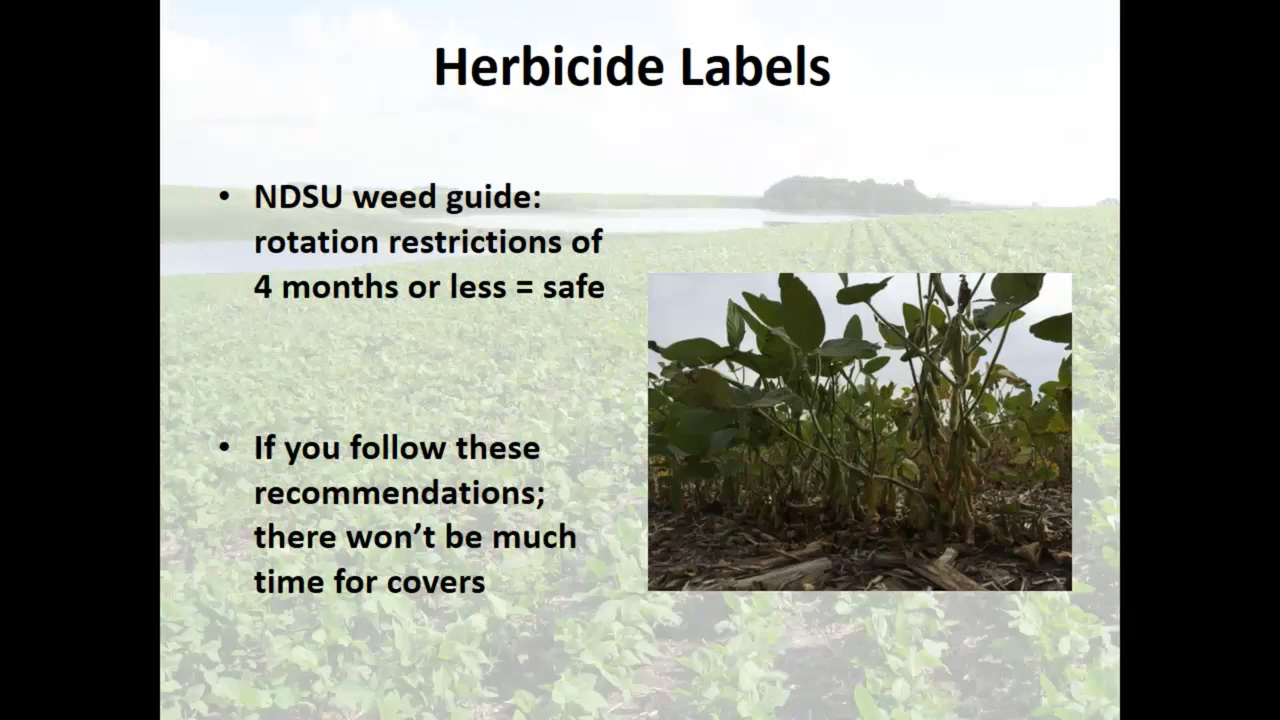 Herbicide Labels
• NDSU weed guide:
rotation restrictions of
4 months or less = safe
• If you follow these
recommendations;
there won’t be much
time for covers